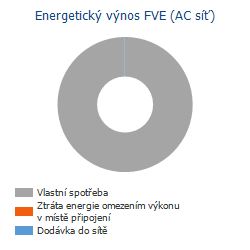 Energetický výnos FVE (AC síť)
Vlastní spotřeba
Ztráta energie omezením výkonu
v místě připojení
Dodávka do sítě